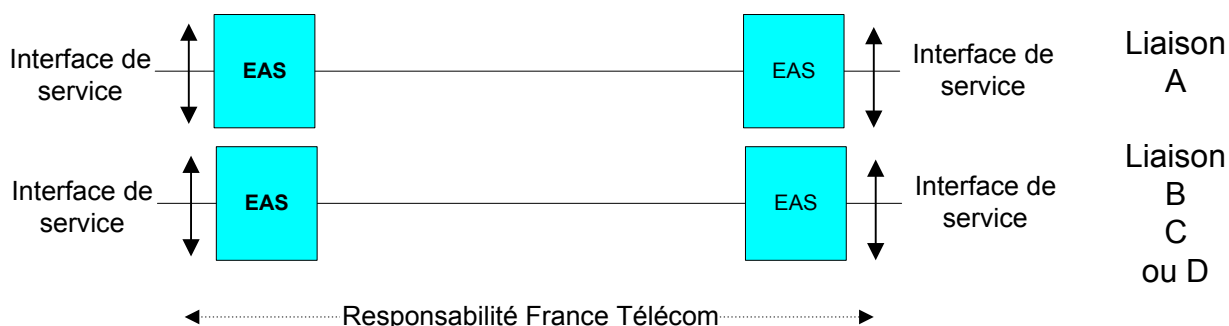 Interface de
service
EAS
EAS
Interface de
service
Liaison
A
Interface de
service
EAS
EAS
Interface de
service
Liaison
B
C
ou D
Responsabilité France Télécom